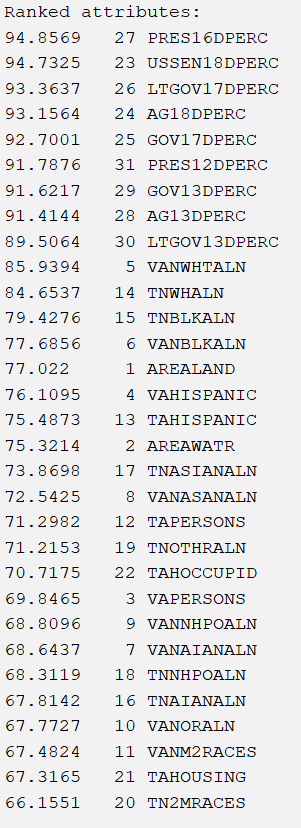 Ranked attributes:
94.8569 27 PRES16DPERC
94.7325 23 USSEN18DPERC
93.3637 26 LTGOV17DPERC
93.1564 24 AG18DPERC
92.7001 25 GOV17DPERC
91.7876 31 PRES12DPERC
91.6217 29 GOV13DPERC
91.4144 28 AG13DPERC
89.5064 30 LTGOV13DPERC
85.9394 5 VANWHTALN
84.6537 14 TNWHALN
79.4276 15 TNBLKALN
77.6856 6 VANBLKALN
77.022 1 AREALAND
76.1095 4 VAHISPANIC
75.4873 13 TAHISPANIC
75.3214 2 AREAWATR
73.8698 17 TNASIANALN
72.5425 8 VANASANALN
71.2982 12 TAPERSONS
71.2153 19 TNOTHRALN
70.7175 22 TAHOCCUPID
69.8465 3 VAPERSONS
68.8096 9 VANNHPOALN
68.6437 7 VANAIANALN
68.3119 18 TNNHPOALN
67.8142 16 TNAIANALN
67.7727 10 VANORALN
67.4824 11 VANM2RACES
67.3165 21 TAHOUSING
66.1551 20 TN2MRACES